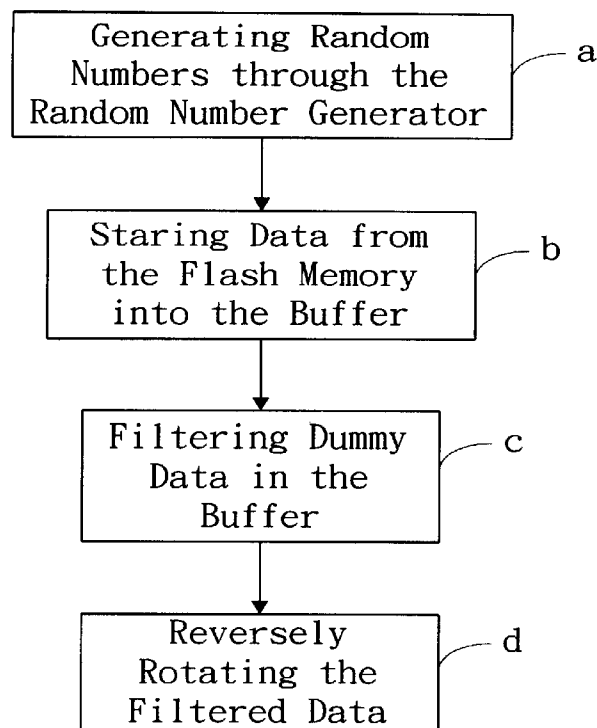 Generating Random
Numbers through the
Random Number Generator
a
Staring Data from
the Flash Memory
into the Buffer
b
Filtering Dummy
Data in the
Buffer
c
Reversely
Rotating the
Filtered Data
d